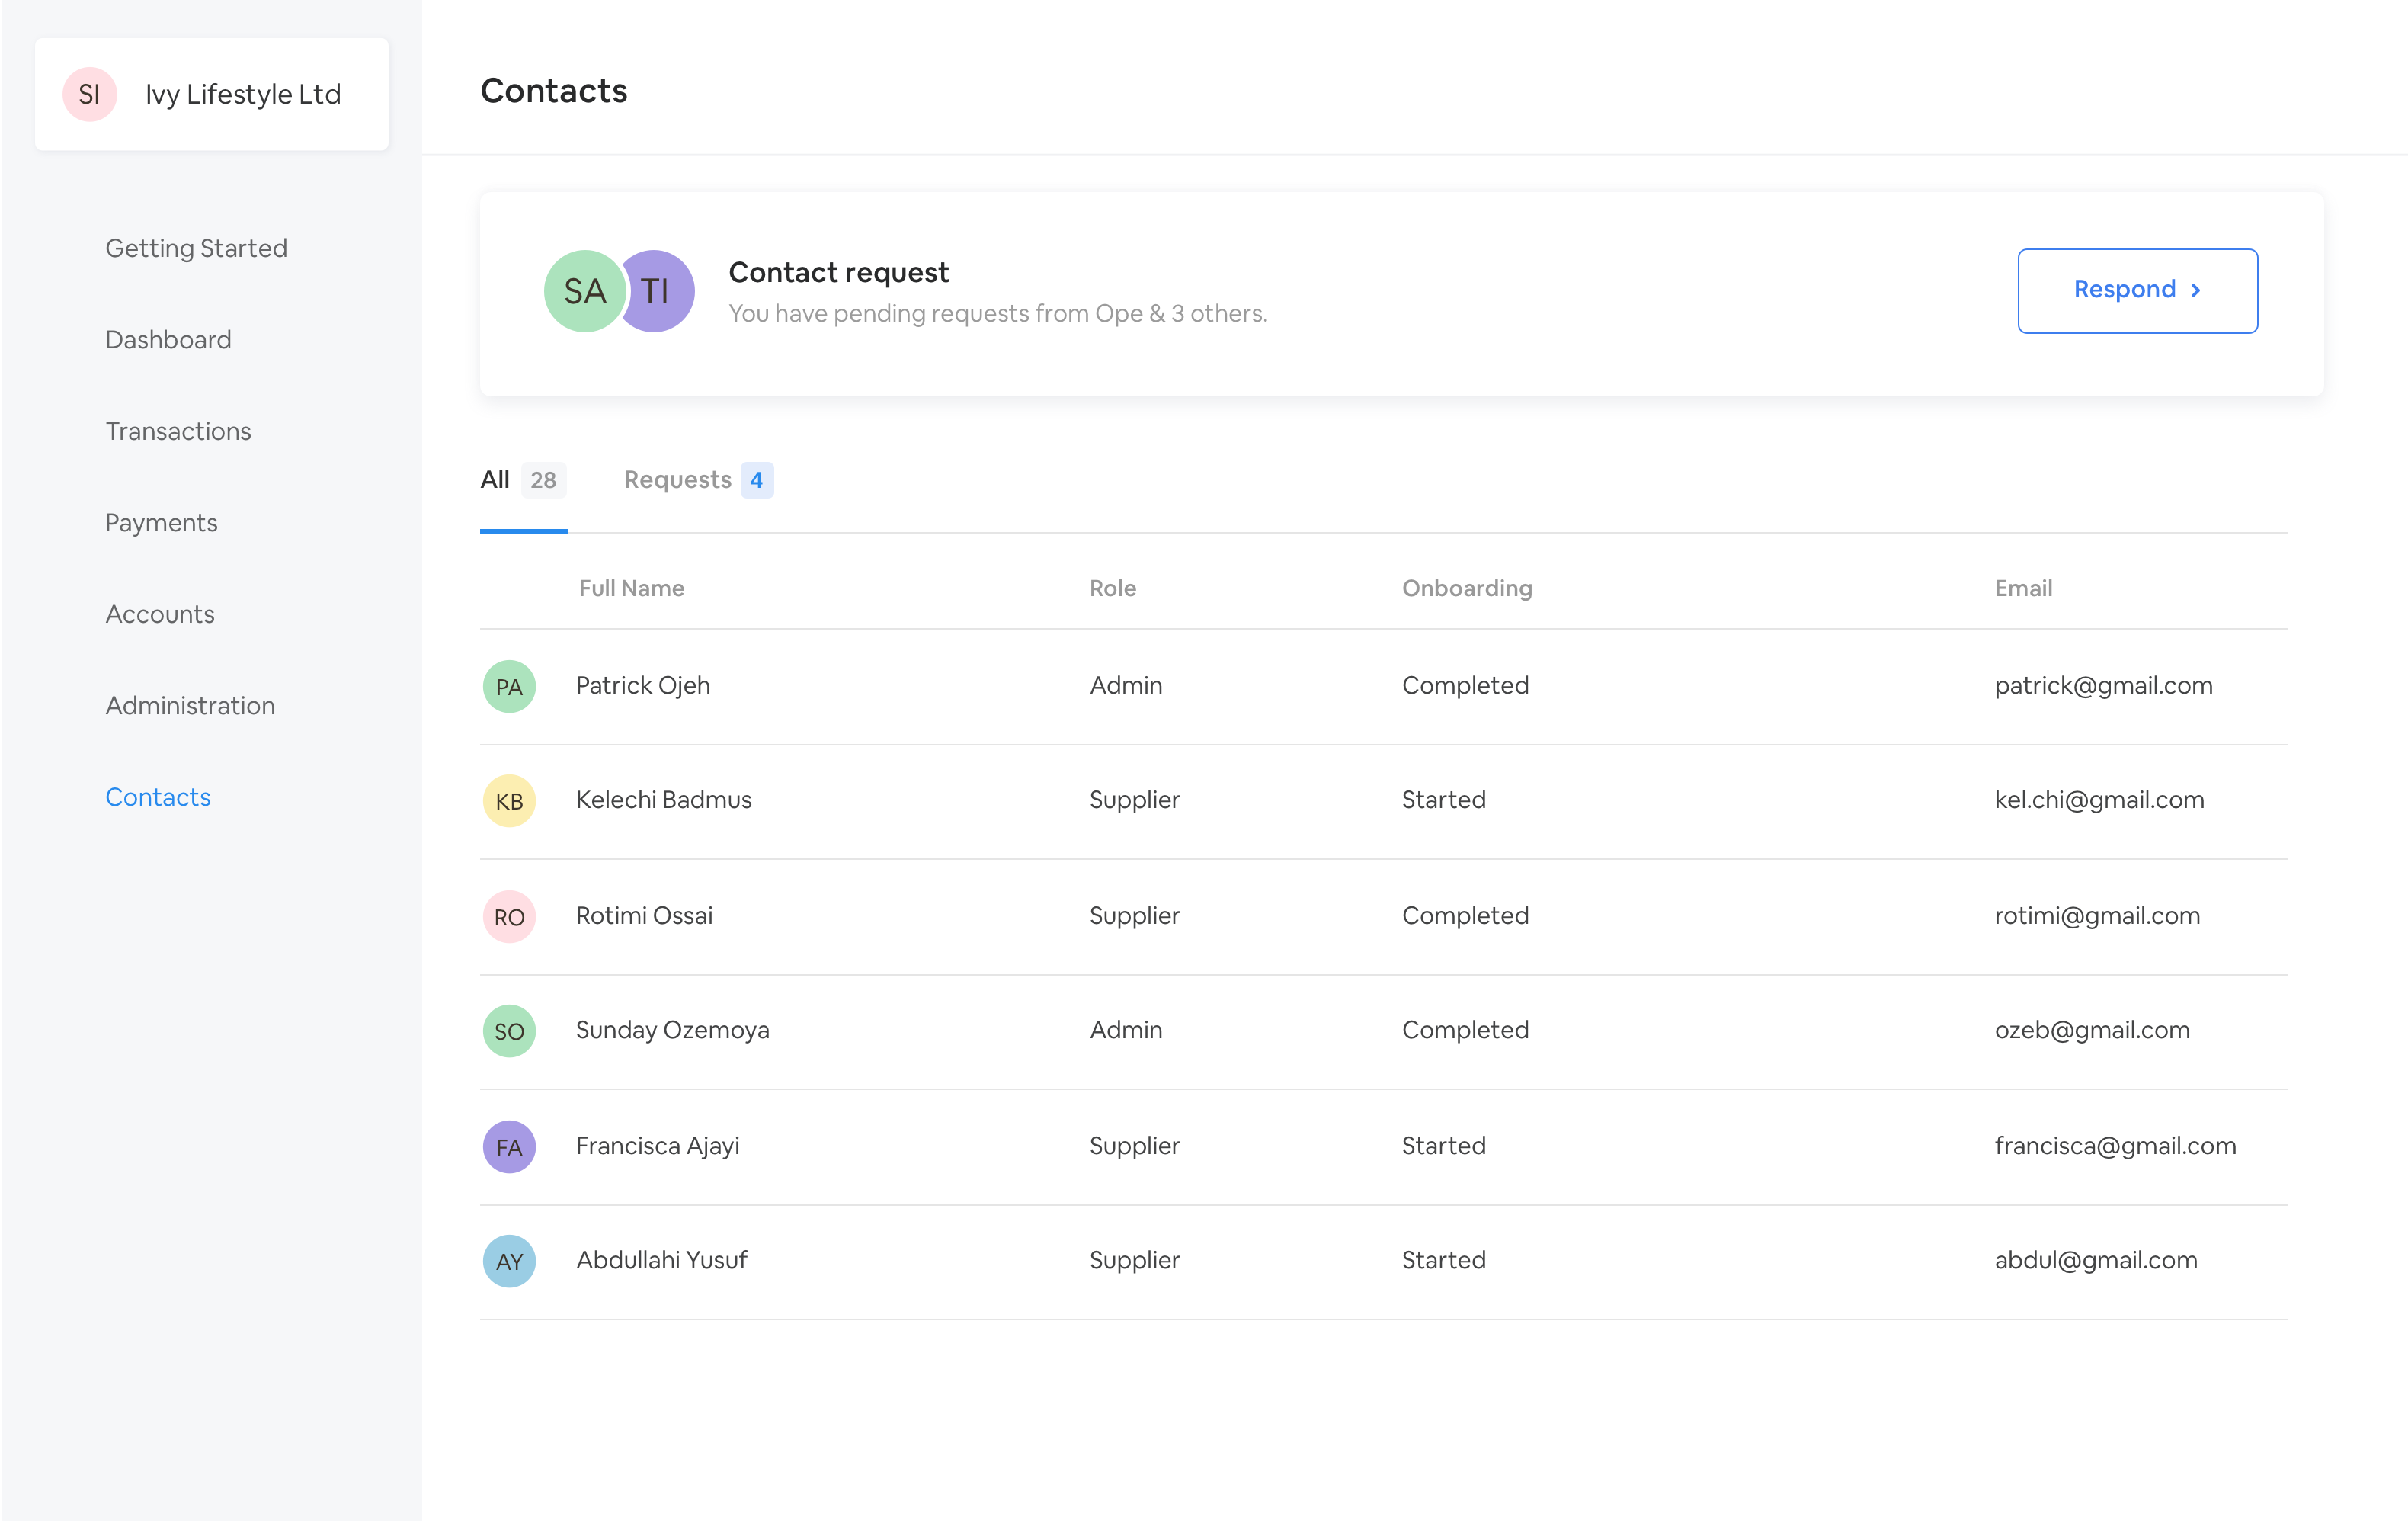 SI Ivy Lifestyle Ltd
Getting Started
Dashboard
Transactions
Payments
Accounts
Administration
Contacts
Contacts
SA TI
Contact request
You have pending requests from Ope & 3 others.
Respond
All 28 Requests 4
Full Name Role Onboarding Email
PA Patrick Ojeh Admin Completed patrick@gmail.com
KB Kelechi Badmus Supplier Started kel.chi@gmail.com
RO Rotimi Ossai Supplier Completed rotimi@gmail.com
SO Sunday Ozemoya Admin Completed ozeb@gmail.com
FA Francisca Ajayi Supplier Started francisca@gmail.com
AY Abdullahi Yusuf Supplier Started abdul@gmail.com